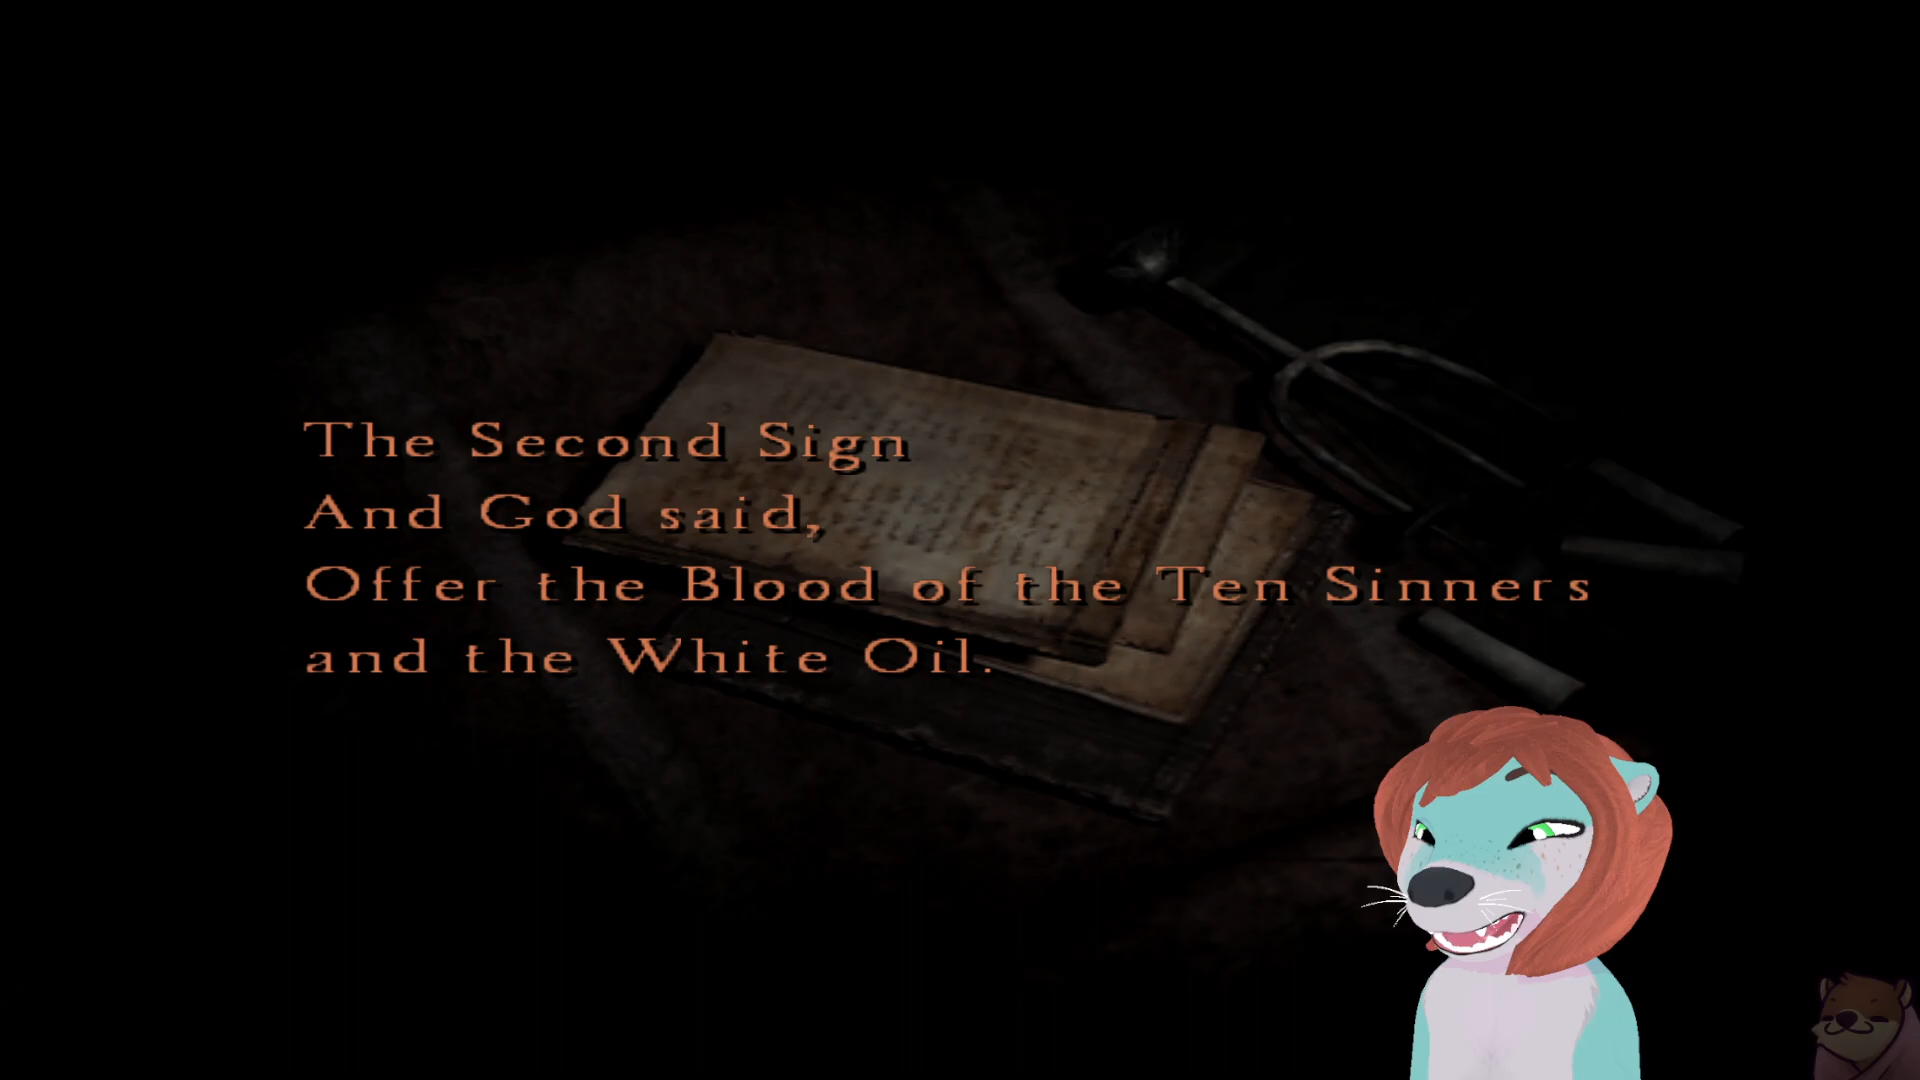 The Second Sign
And God said,
Offer the Blood of the Ten Sinners
and the White Oil.